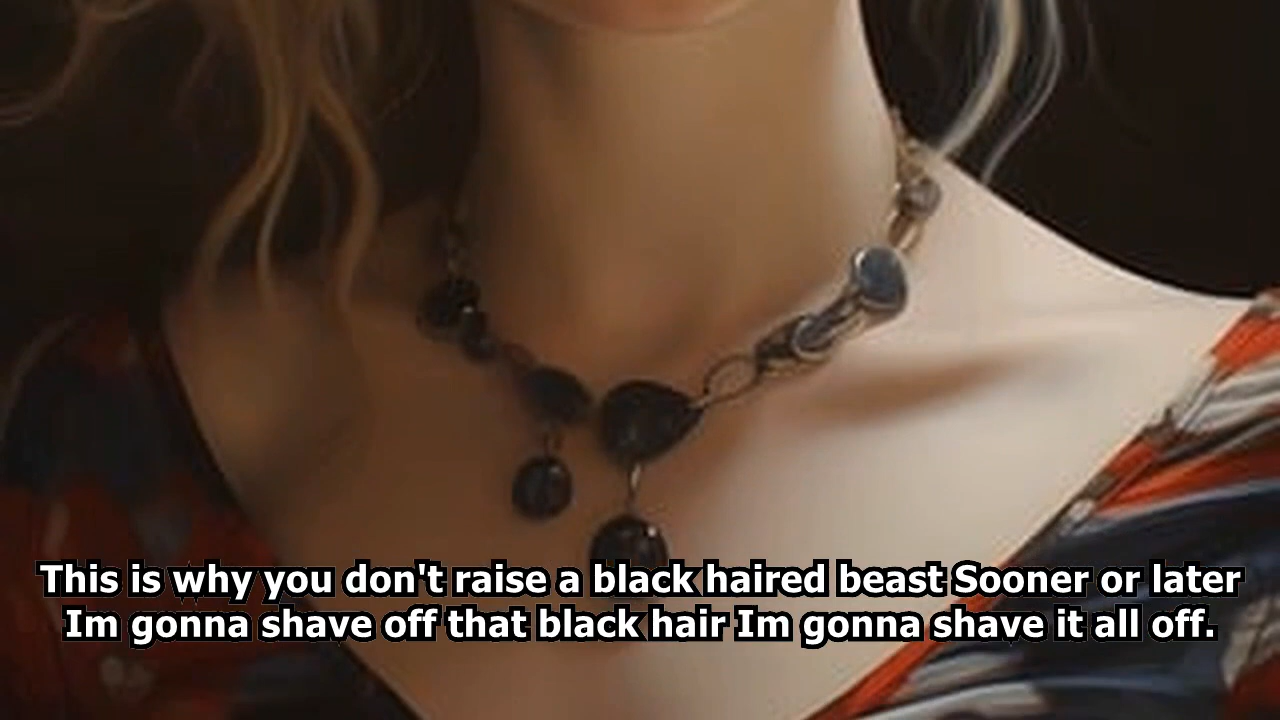 This is why you don't raise a black haired beast Sooner or later
Im gonna shave off that black hair Im gonna shave it all off.